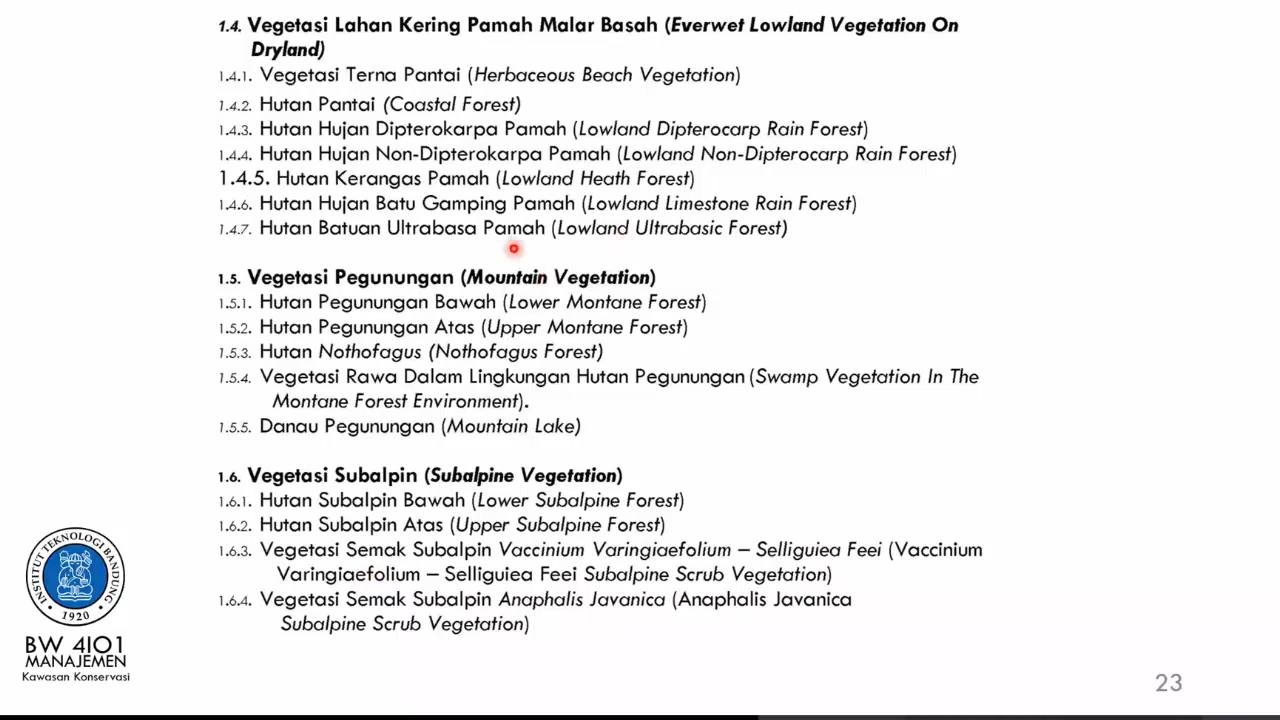 1.4. Vegetasi Lahan Kering Pamah Malar Basah (Everwet Lowland Vegetation On
Dryland)
1.4.1. Vegetasi Terna Pantai (Herbaceous Beach Vegetation)
1.4.2. Hutan Pantai (Coastal Forest)
1.4.3. Hutan Hujan Dipterokarpa Pamah (Lowland Dipterocarp Rain Forest)
1.4.4. Hutan Hujan Non-Dipterokarpa Pamah (Lowland Non-Dipterocarp Rain Forest)
1.4.5. Hutan Kerangas Pamah (Lowland Heath Forest)
1.4.6. Hutan Hujan Batu Gamping Pamah (Lowland Limestone Rain Forest)
1.4.7. Hutan Batuan Ultrabasa Pamah (Lowland Ultrabasic Forest)
1.5. Vegetasi Pegunungan (Mountain Vegetation)
1.5.1. Hutan Pegunungan Bawah (Lower Montane Forest)
1.5.2. Hutan Pegunungan Atas (Upper Montane Forest)
1.5.3. Hutan Nothofagus (Nothofagus Forest)
1.5.4. Vegetasi Rawa Dalam Lingkungan Hutan Pegunungan (Swamp Vegetation In The
Montane Forest Environment).
1.5.5. Danau Pegunungan (Mountain Lake)
1.6. Vegetasi Subalpin (Subalpine Vegetation)
1.6.1. Hutan Subalpin Bawah (Lower Subalpine Forest)
1.6.2. Hutan Subalpin Atas (Upper Subalpine Forest)
1.6.3. Vegetasi Semak Subalpin Vaccinium Varingiaefolium – Selliguiea Feei (Vaccinium
Varingiaefolium – Selliguiea Feei Subalpine Scrub Vegetation)
1.6.4. Vegetasi Semak Subalpin Anaphalis Javanica (Anaphalis Javanica
Subalpine Scrub Vegetation)
INSTITUT TEKNOLOGI BANDUNG
1920
BW 4101
MANAJEMEN
Kawasan Konservasi
23